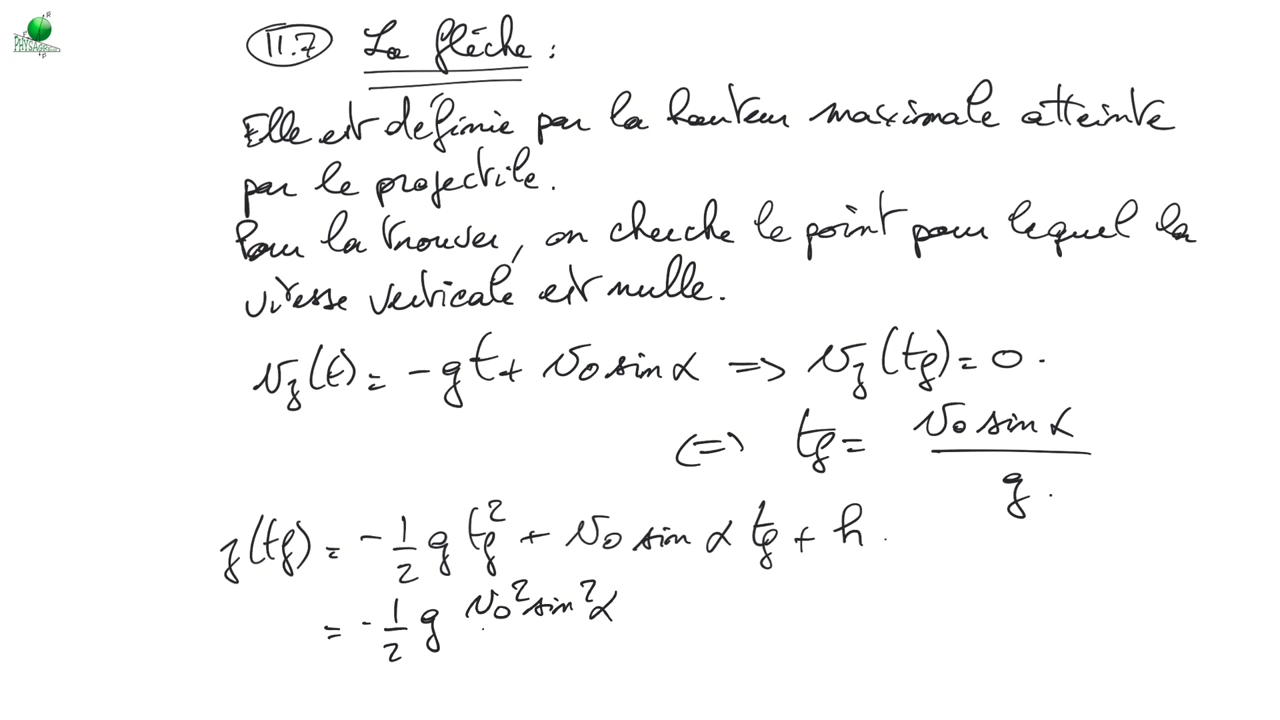 II.7 La flèche :
Elle est définie par la hauteur maximale atteinte
par le projectile.
Pour la trouver, on cherche le point pour lequel la
vitesse verticale est nulle.
v_z(t) = -gt + v₀ sin α => v_z(t_f) = 0.
<=> t_f = v₀ sin α / g.
z(t_f) = -1/2 g t_f² + v₀ sin α t_f + h.
= -1/2 g v₀² sin² α